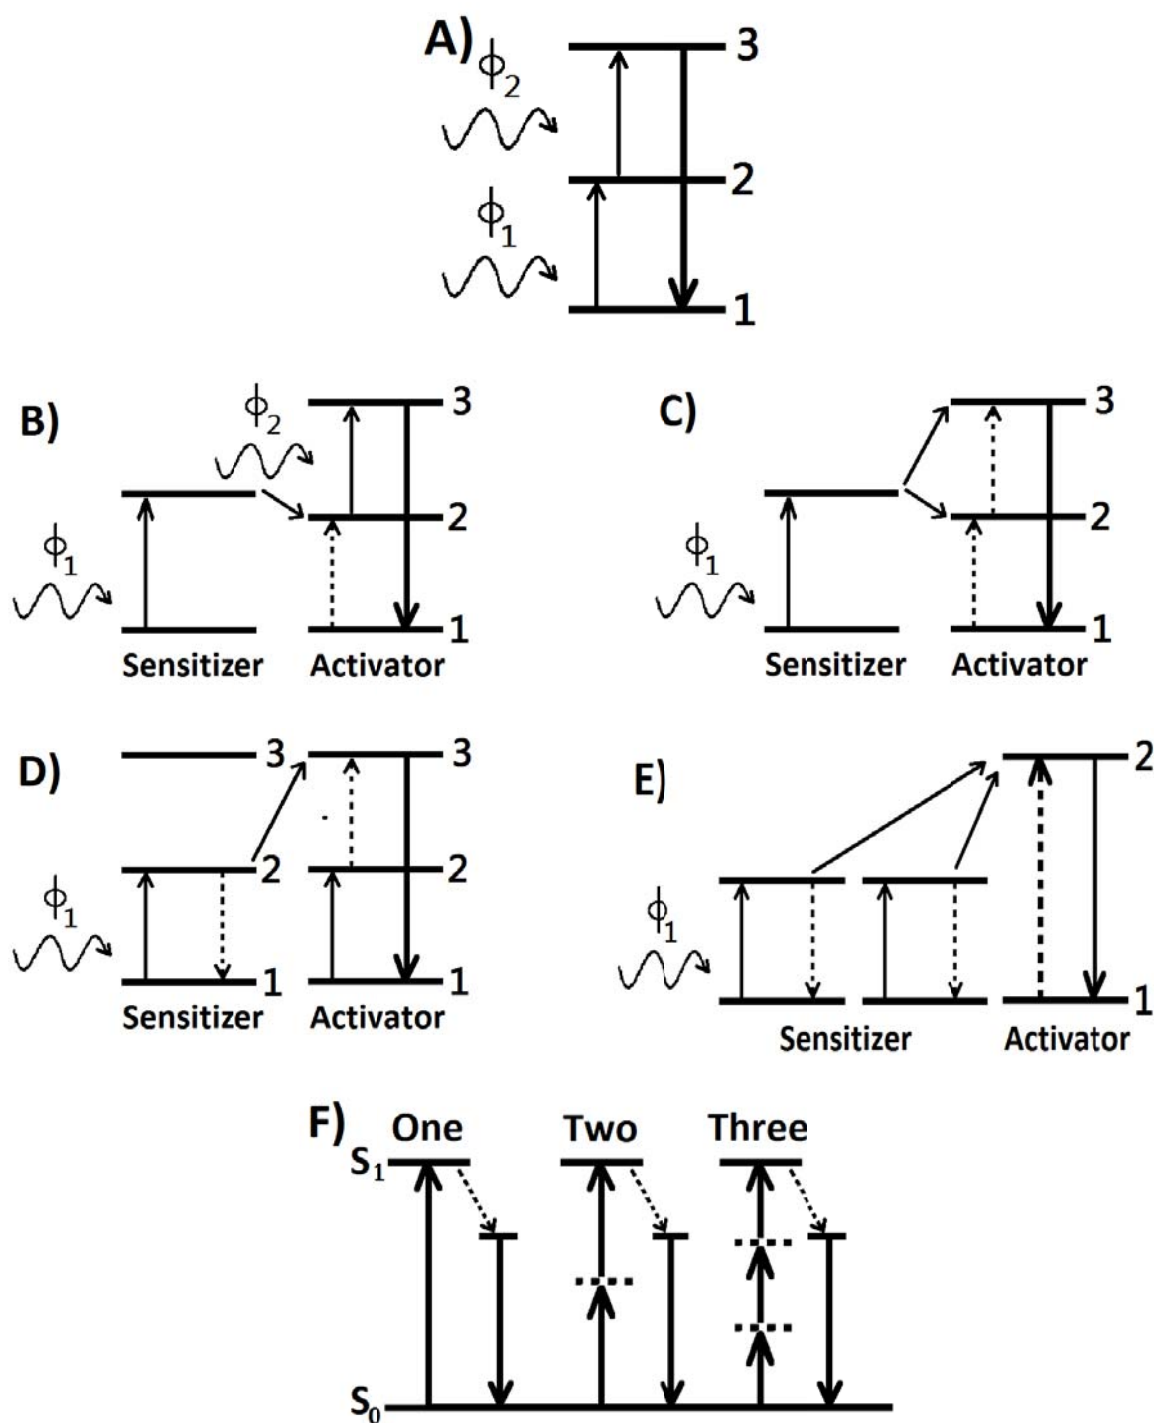 A)
ϕ2
3
2
ϕ1
1
B)
ϕ2
3
2
ϕ1
1
Sensitizer Activator
C)
3
2
ϕ1
1
Sensitizer Activator
D)
3 3
2 2
ϕ1
1 1
Sensitizer Activator
E)
2
ϕ1
1
Sensitizer Activator
F) One Two Three
S1
S0